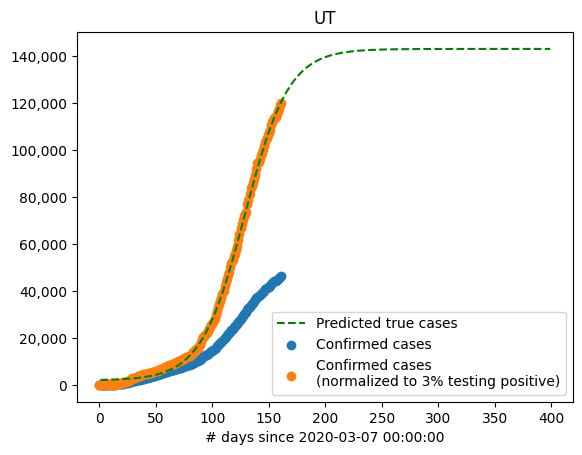 UT
140,000
120,000
100,000
80,000
60,000
40,000
20,000
0
Predicted true cases
Confirmed cases
Confirmed cases
(normalized to 3% testing positive)
0 50 100 150 200 250 300 350 400
# days since 2020-03-07 00:00:00